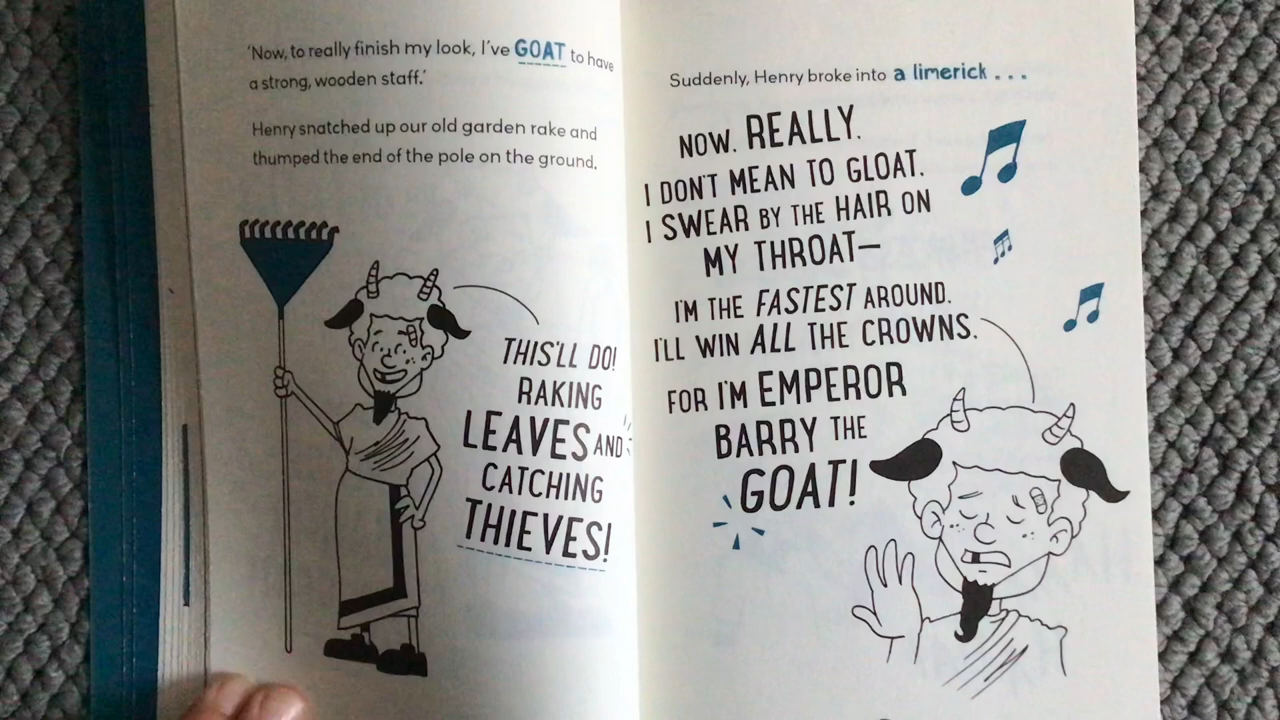 'Now, to really finish my look, I've GOAT to have
a strong, wooden staff.'
Henry snatched up our old garden rake and
thumped the end of the pole on the ground.
THIS'LL DO!
RAKING
LEAVES AND
CATCHING
THIEVES!
Suddenly, Henry broke into a limerick . . .
NOW. REALLY.
I DON'T MEAN TO GLOAT.
I SWEAR BY THE HAIR ON
MY THROAT—
I'M THE FASTEST AROUND.
I'LL WIN ALL THE CROWNS.
FOR I'M EMPEROR
BARRY THE
GOAT!